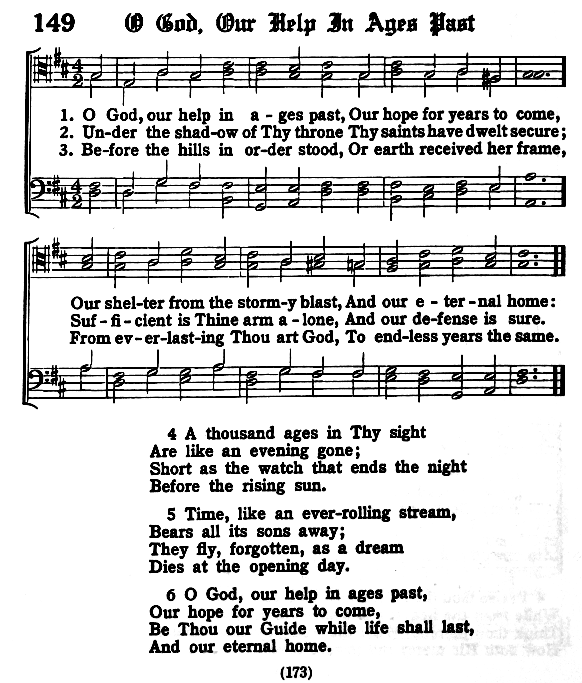 149 O God, Our Help In Ages Past
1. O God, our help in a - ges past, Our hope for years to come,
2. Un-der the shad-ow of Thy throne Thy saints have dwelt secure;
3. Be-fore the hills in or-der stood, Or earth received her frame,
Our shel-ter from the storm-y blast, And our e - ter - nal home:
Suf - fi - cient is Thine arm a - lone, And our de-fense is sure.
From ev-er-last-ing Thou art God, To end-less years the same.
4 A thousand ages in Thy sight
Are like an evening gone;
Short as the watch that ends the night
Before the rising sun.
5 Time, like an ever-rolling stream,
Bears all its sons away;
They fly, forgotten, as a dream
Dies at the opening day.
6 O God, our help in ages past,
Our hope for years to come,
Be Thou our Guide while life shall last,
And our eternal home.
(173)